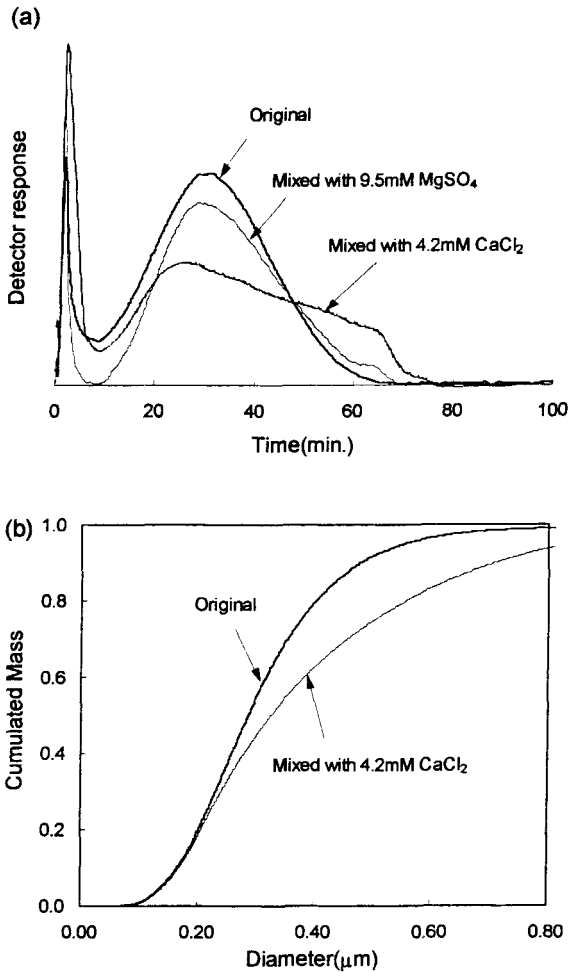 (a)
Detector response
Original
Mixed with 9.5mM MgSO₄
Mixed with 4.2mM CaCl₂
0 20 40 60 80 100
Time(min.)
(b)
Cumulated Mass
1.0
0.8
0.6
0.4
0.2
0.0
Original
Mixed with 4.2mM CaCl₂
0.00 0.20 0.40 0.60 0.80
Diameter(μm)